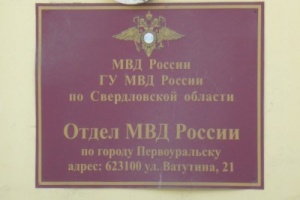 МВД России
ГУ МВД России
по Свердловской области
Отдел МВД России
по городу Первоуральску
адрес: 623100 ул. Ватутина, 21